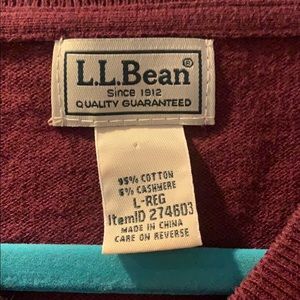 L.L.Bean®
Since 1912
QUALITY GUARANTEED
95% COTTON
5% CASHMERE
L-REG
ItemID 274603
MADE IN CHINA
CARE ON REVERSE